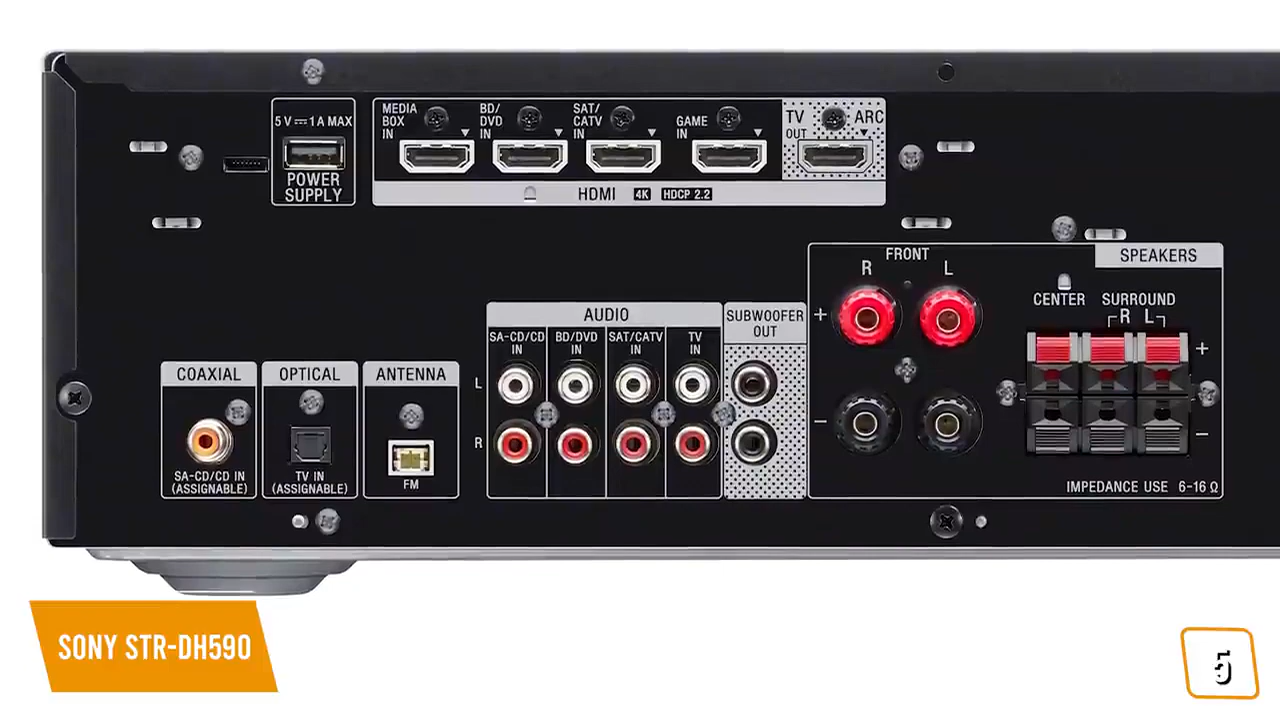 5 V ⎓ 1 A MAX
POWER
SUPPLY
MEDIA
BOX
IN
BD/
DVD
IN
SAT/
CATV
IN
GAME
IN
TV
OUT
ARC
HDMI 4K HDCP 2.2
SPEAKERS
FRONT
R L
+
−
CENTER
SURROUND
R L
+
−
IMPEDANCE USE 6-16 Ω
AUDIO
SA-CD/CD
IN
BD/DVD
IN
SAT/CATV
IN
TV
IN
L
R
SUBWOOFER
OUT
COAXIAL
SA-CD/CD IN
(ASSIGNABLE)
OPTICAL
TV IN
(ASSIGNABLE)
ANTENNA
FM
SONY STR-DH590
5